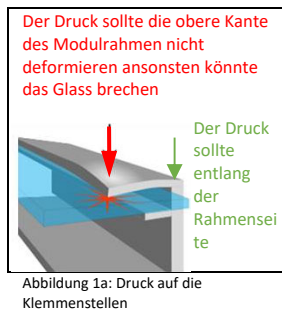 Der Druck sollte die obere Kante
des Modulrahmen nicht
deformieren ansonsten könnte
das Glass brechen
Der Druck
sollte
entlang
der
Rahmensei
te
Abbildung 1a: Druck auf die
Klemmenstellen